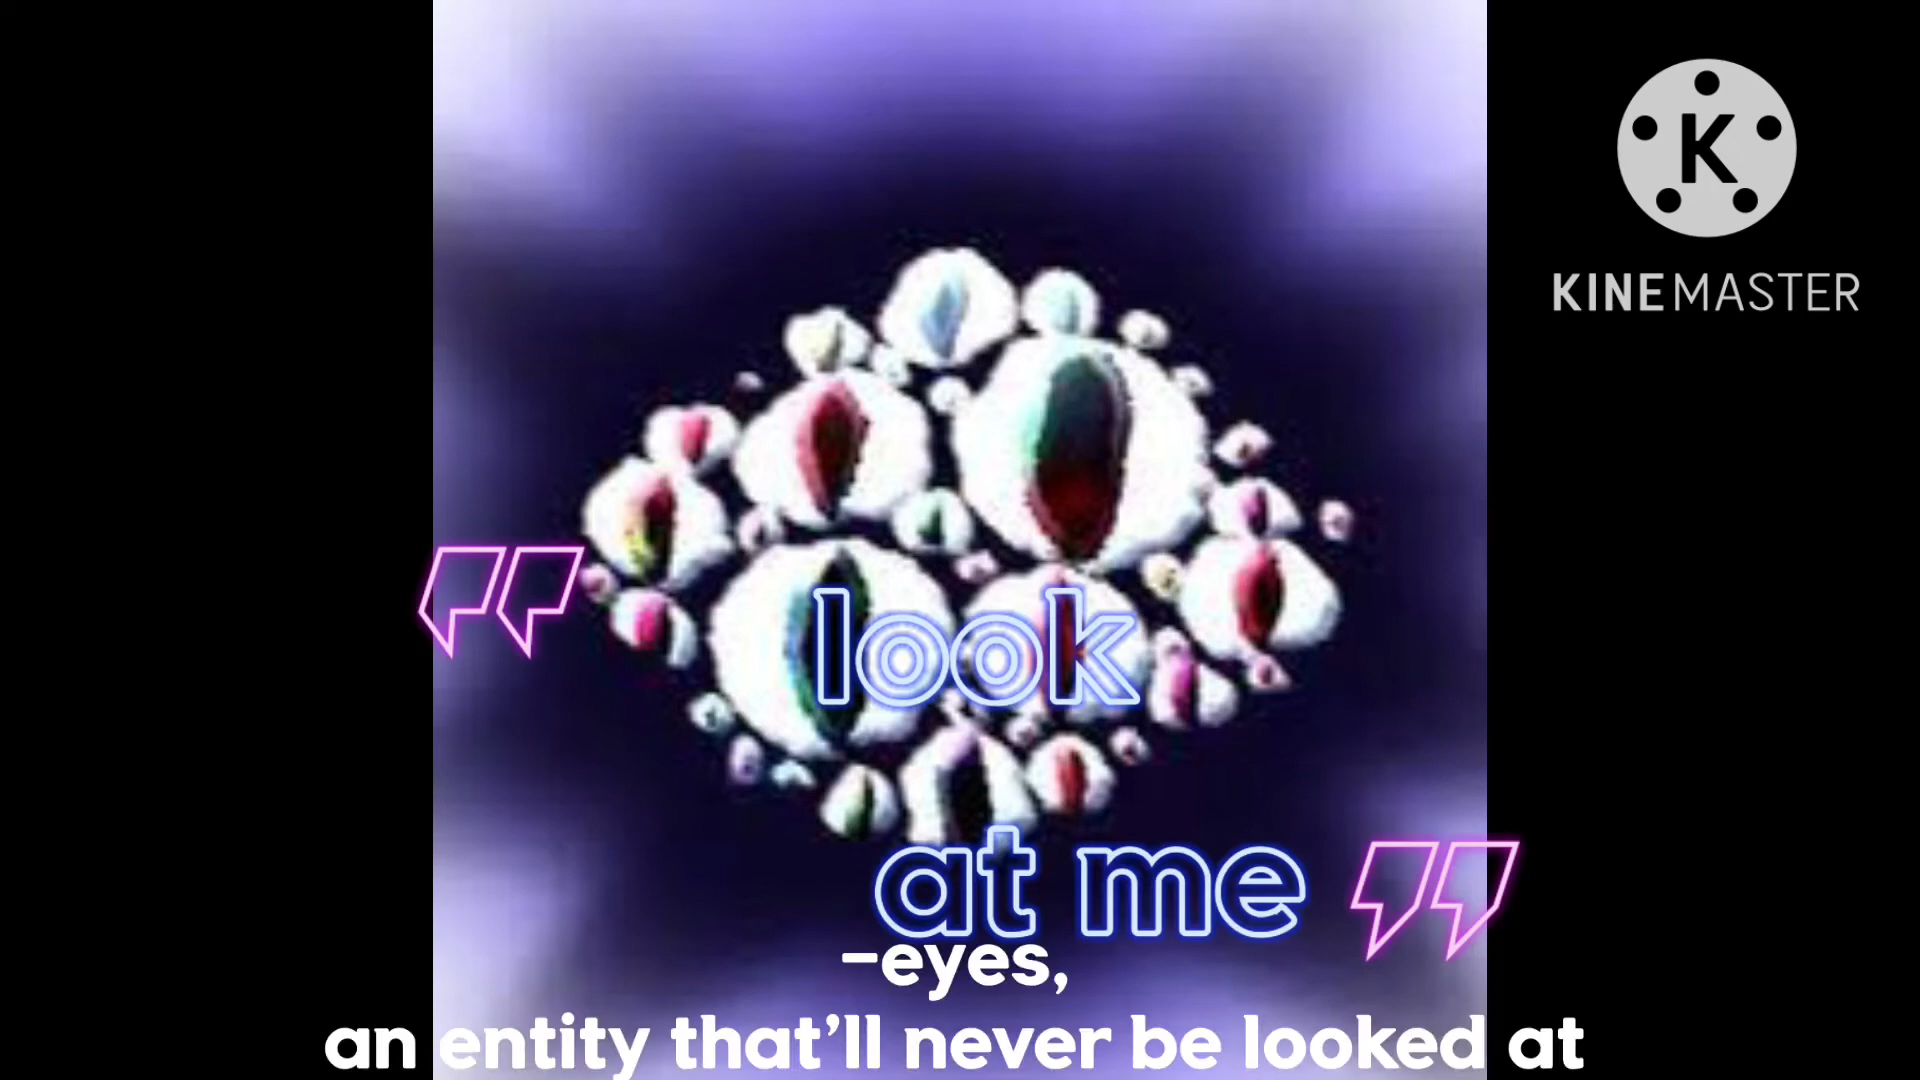 K
KINEMASTER
“look
at me”
-eyes,
an entity that’ll never be looked at